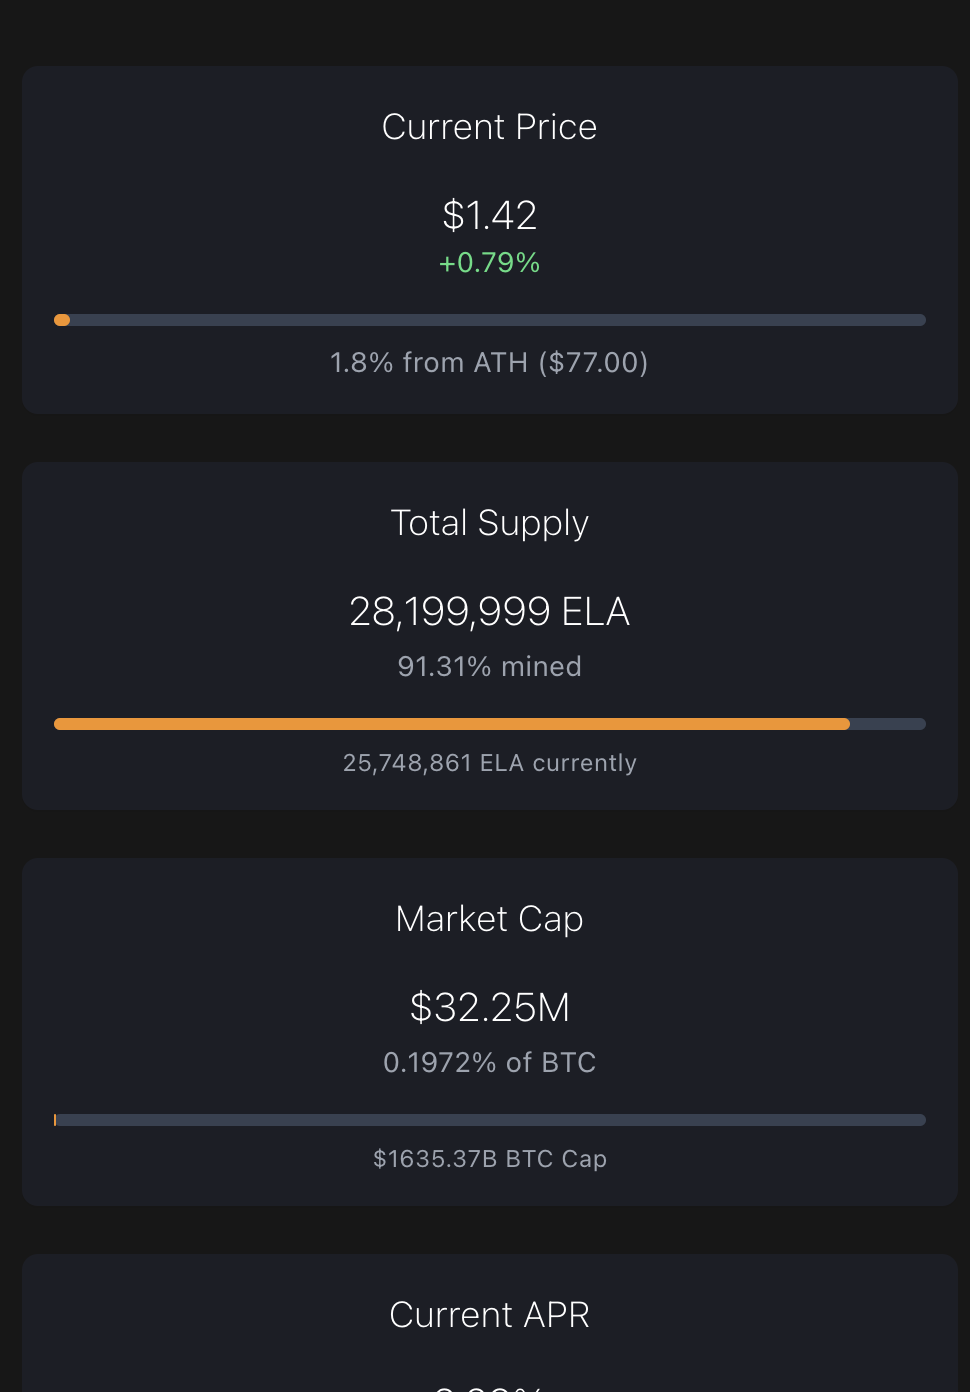 Current Price
$1.42
+0.79%
1.8% from ATH ($77.00)
Total Supply
28,199,999 ELA
91.31% mined
25,748,861 ELA currently
Market Cap
$32.25M
0.1972% of BTC
$1635.37B BTC Cap
Current APR